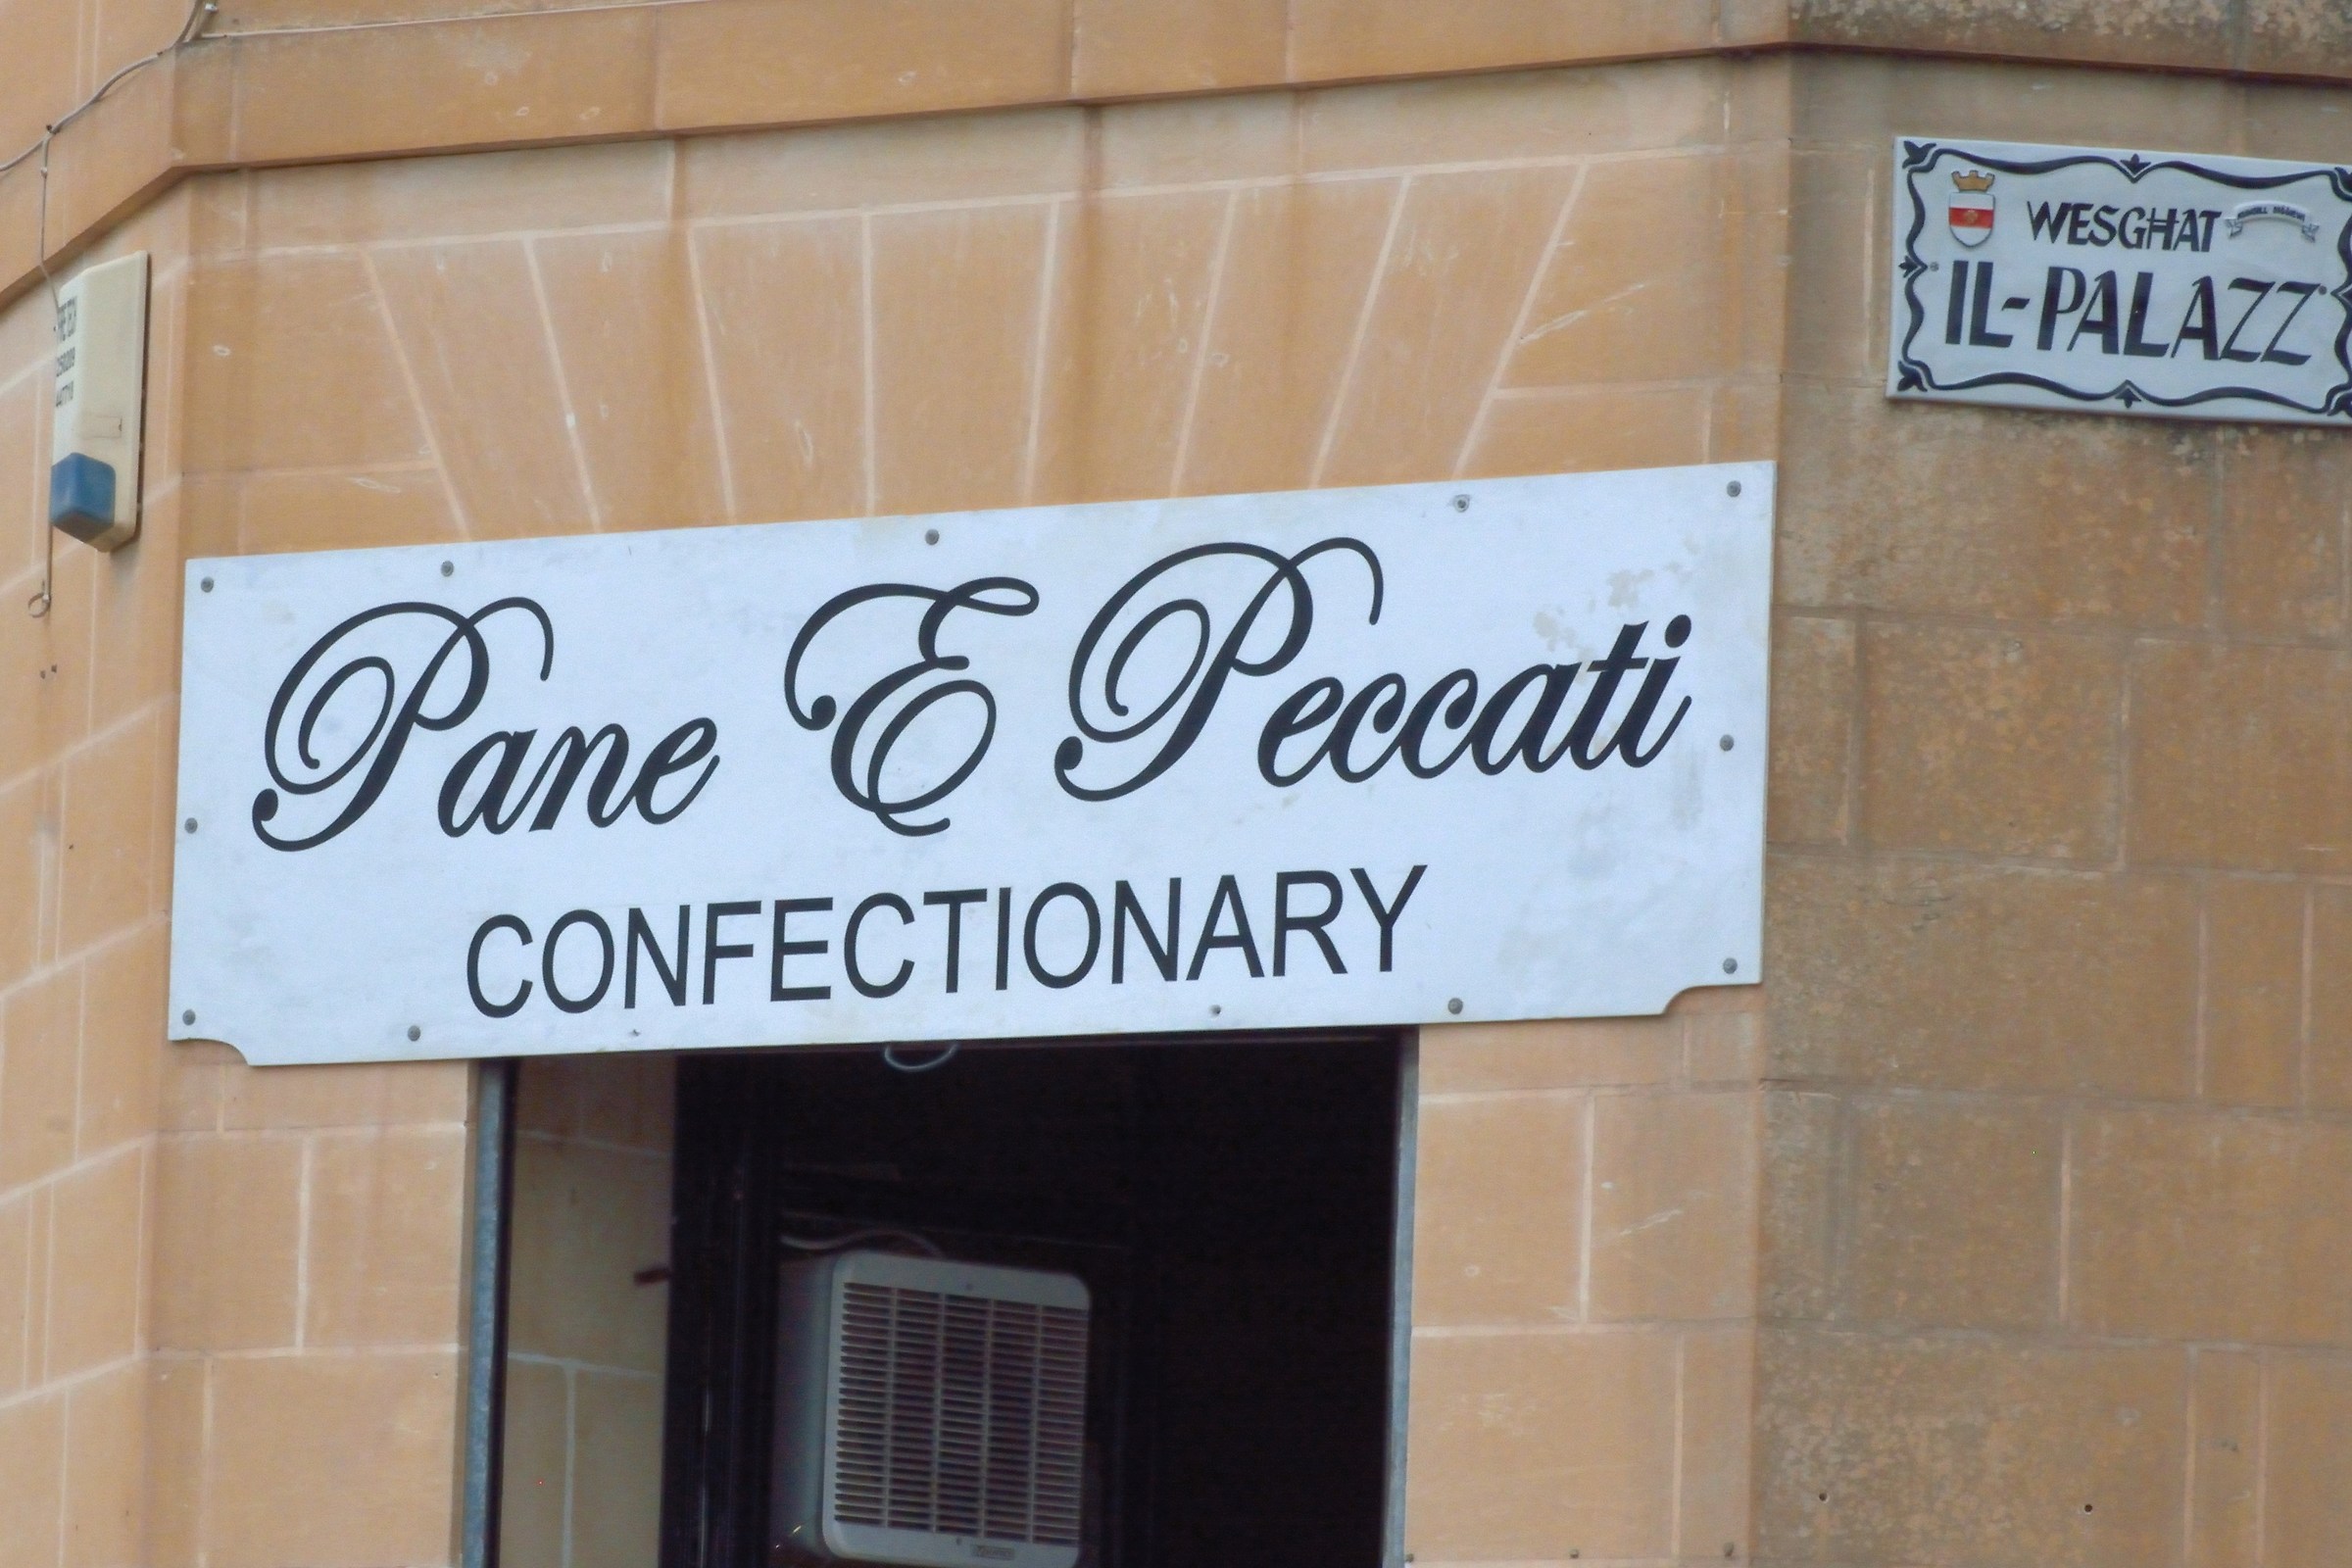 Pane E Peccati
CONFECTIONARY
WESGHAT
IL-PALAZZ